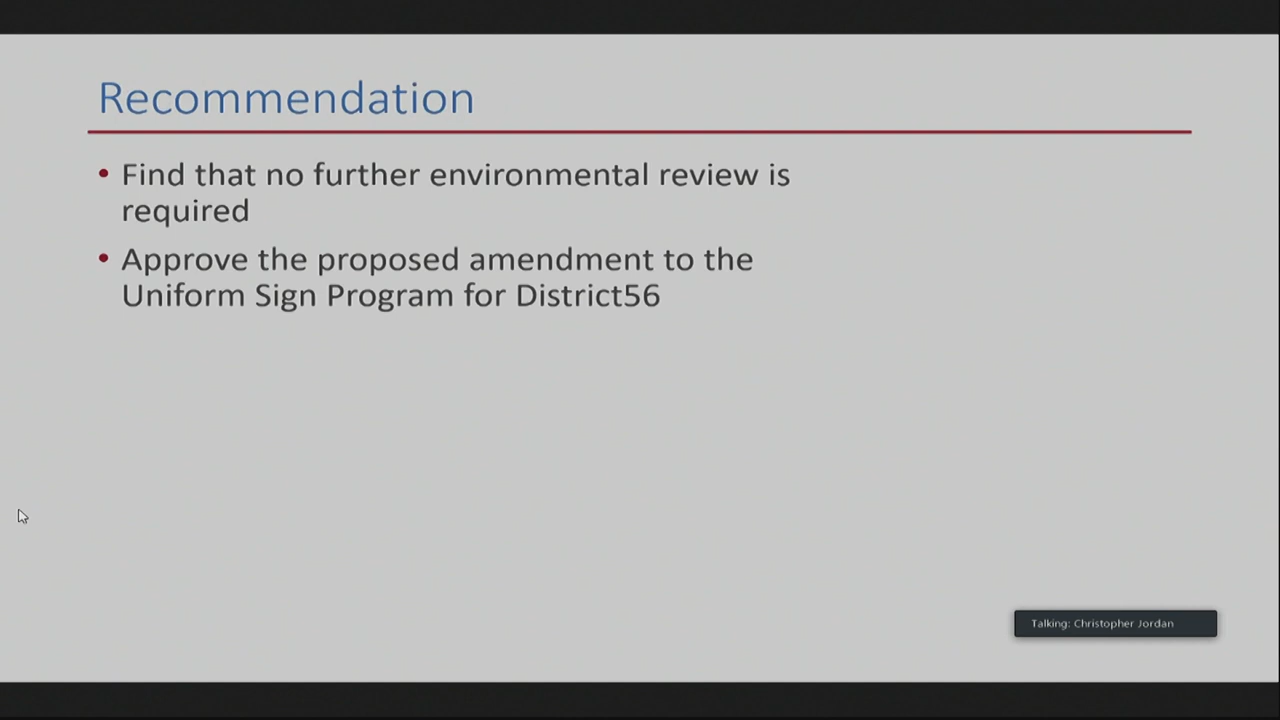 Recommendation
• Find that no further environmental review is
required
• Approve the proposed amendment to the
Uniform Sign Program for District56
Talking: Christopher Jordan